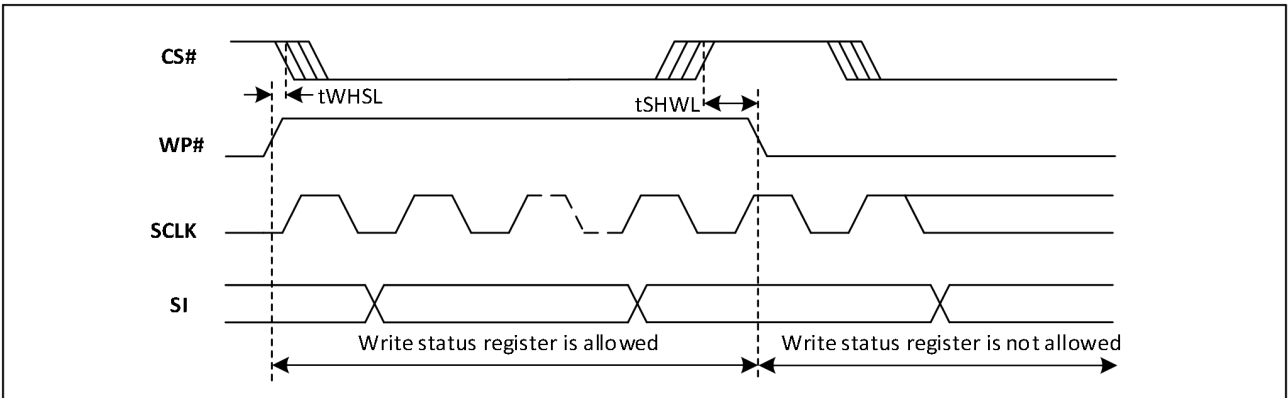 CS#
tWHSL
tSHWL
WP#
SCLK
SI
Write status register is allowed
Write status register is not allowed